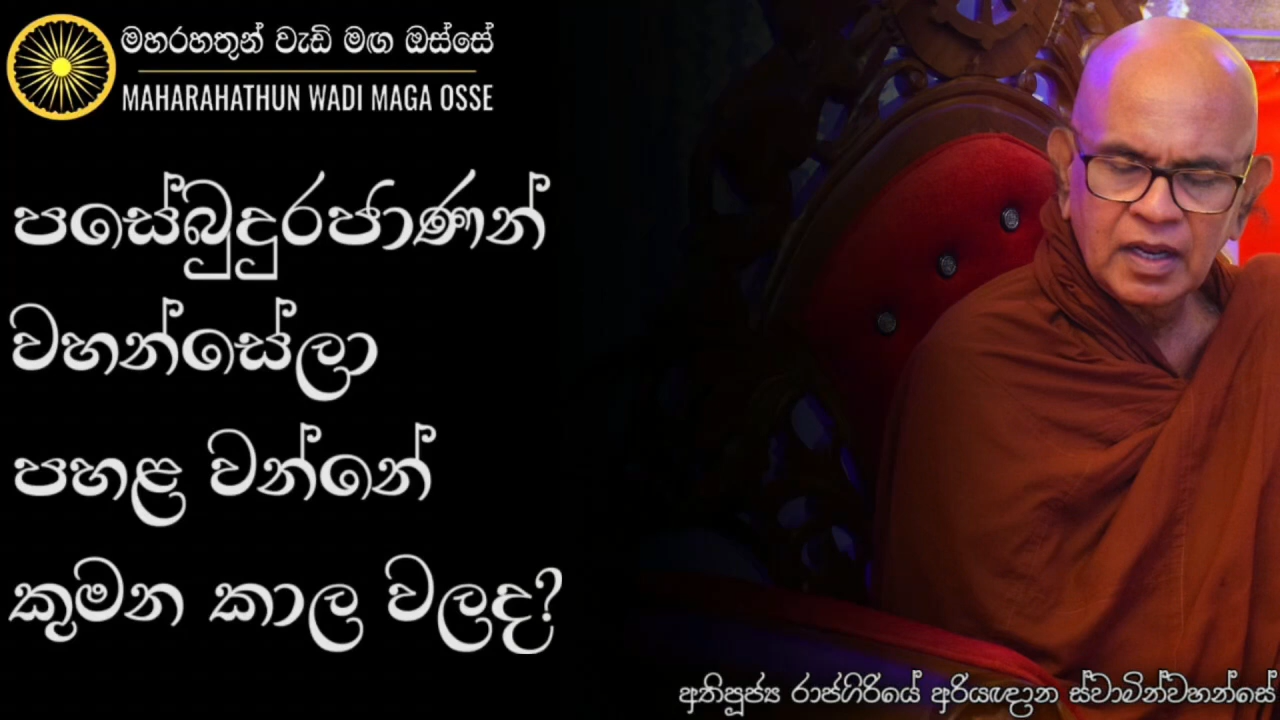 මහරහතුන් වැඩි මඟ ඔස්සේ
MAHARAHATHUN WADI MAGA OSSE
පසේබුදුරජාණන්
වහන්සේලා
පහළ වන්නේ
කුමන කාල වලද?
අතිපූජ්‍ය රාජගිරියේ අරියඥාන ස්වාමින්වහන්සේ